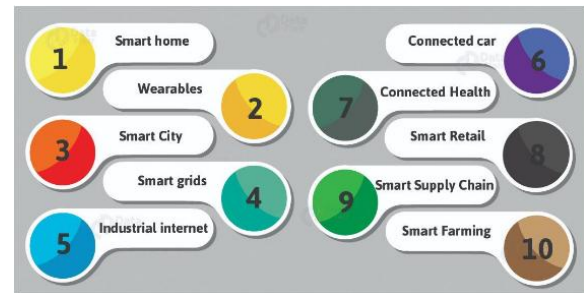 1 Smart home
Wearables 2
3 Smart City
Smart grids 4
5 Industrial internet
Connected car 6
7 Connected Health
Smart Retail 8
9 Smart Supply Chain
Smart Farming 10